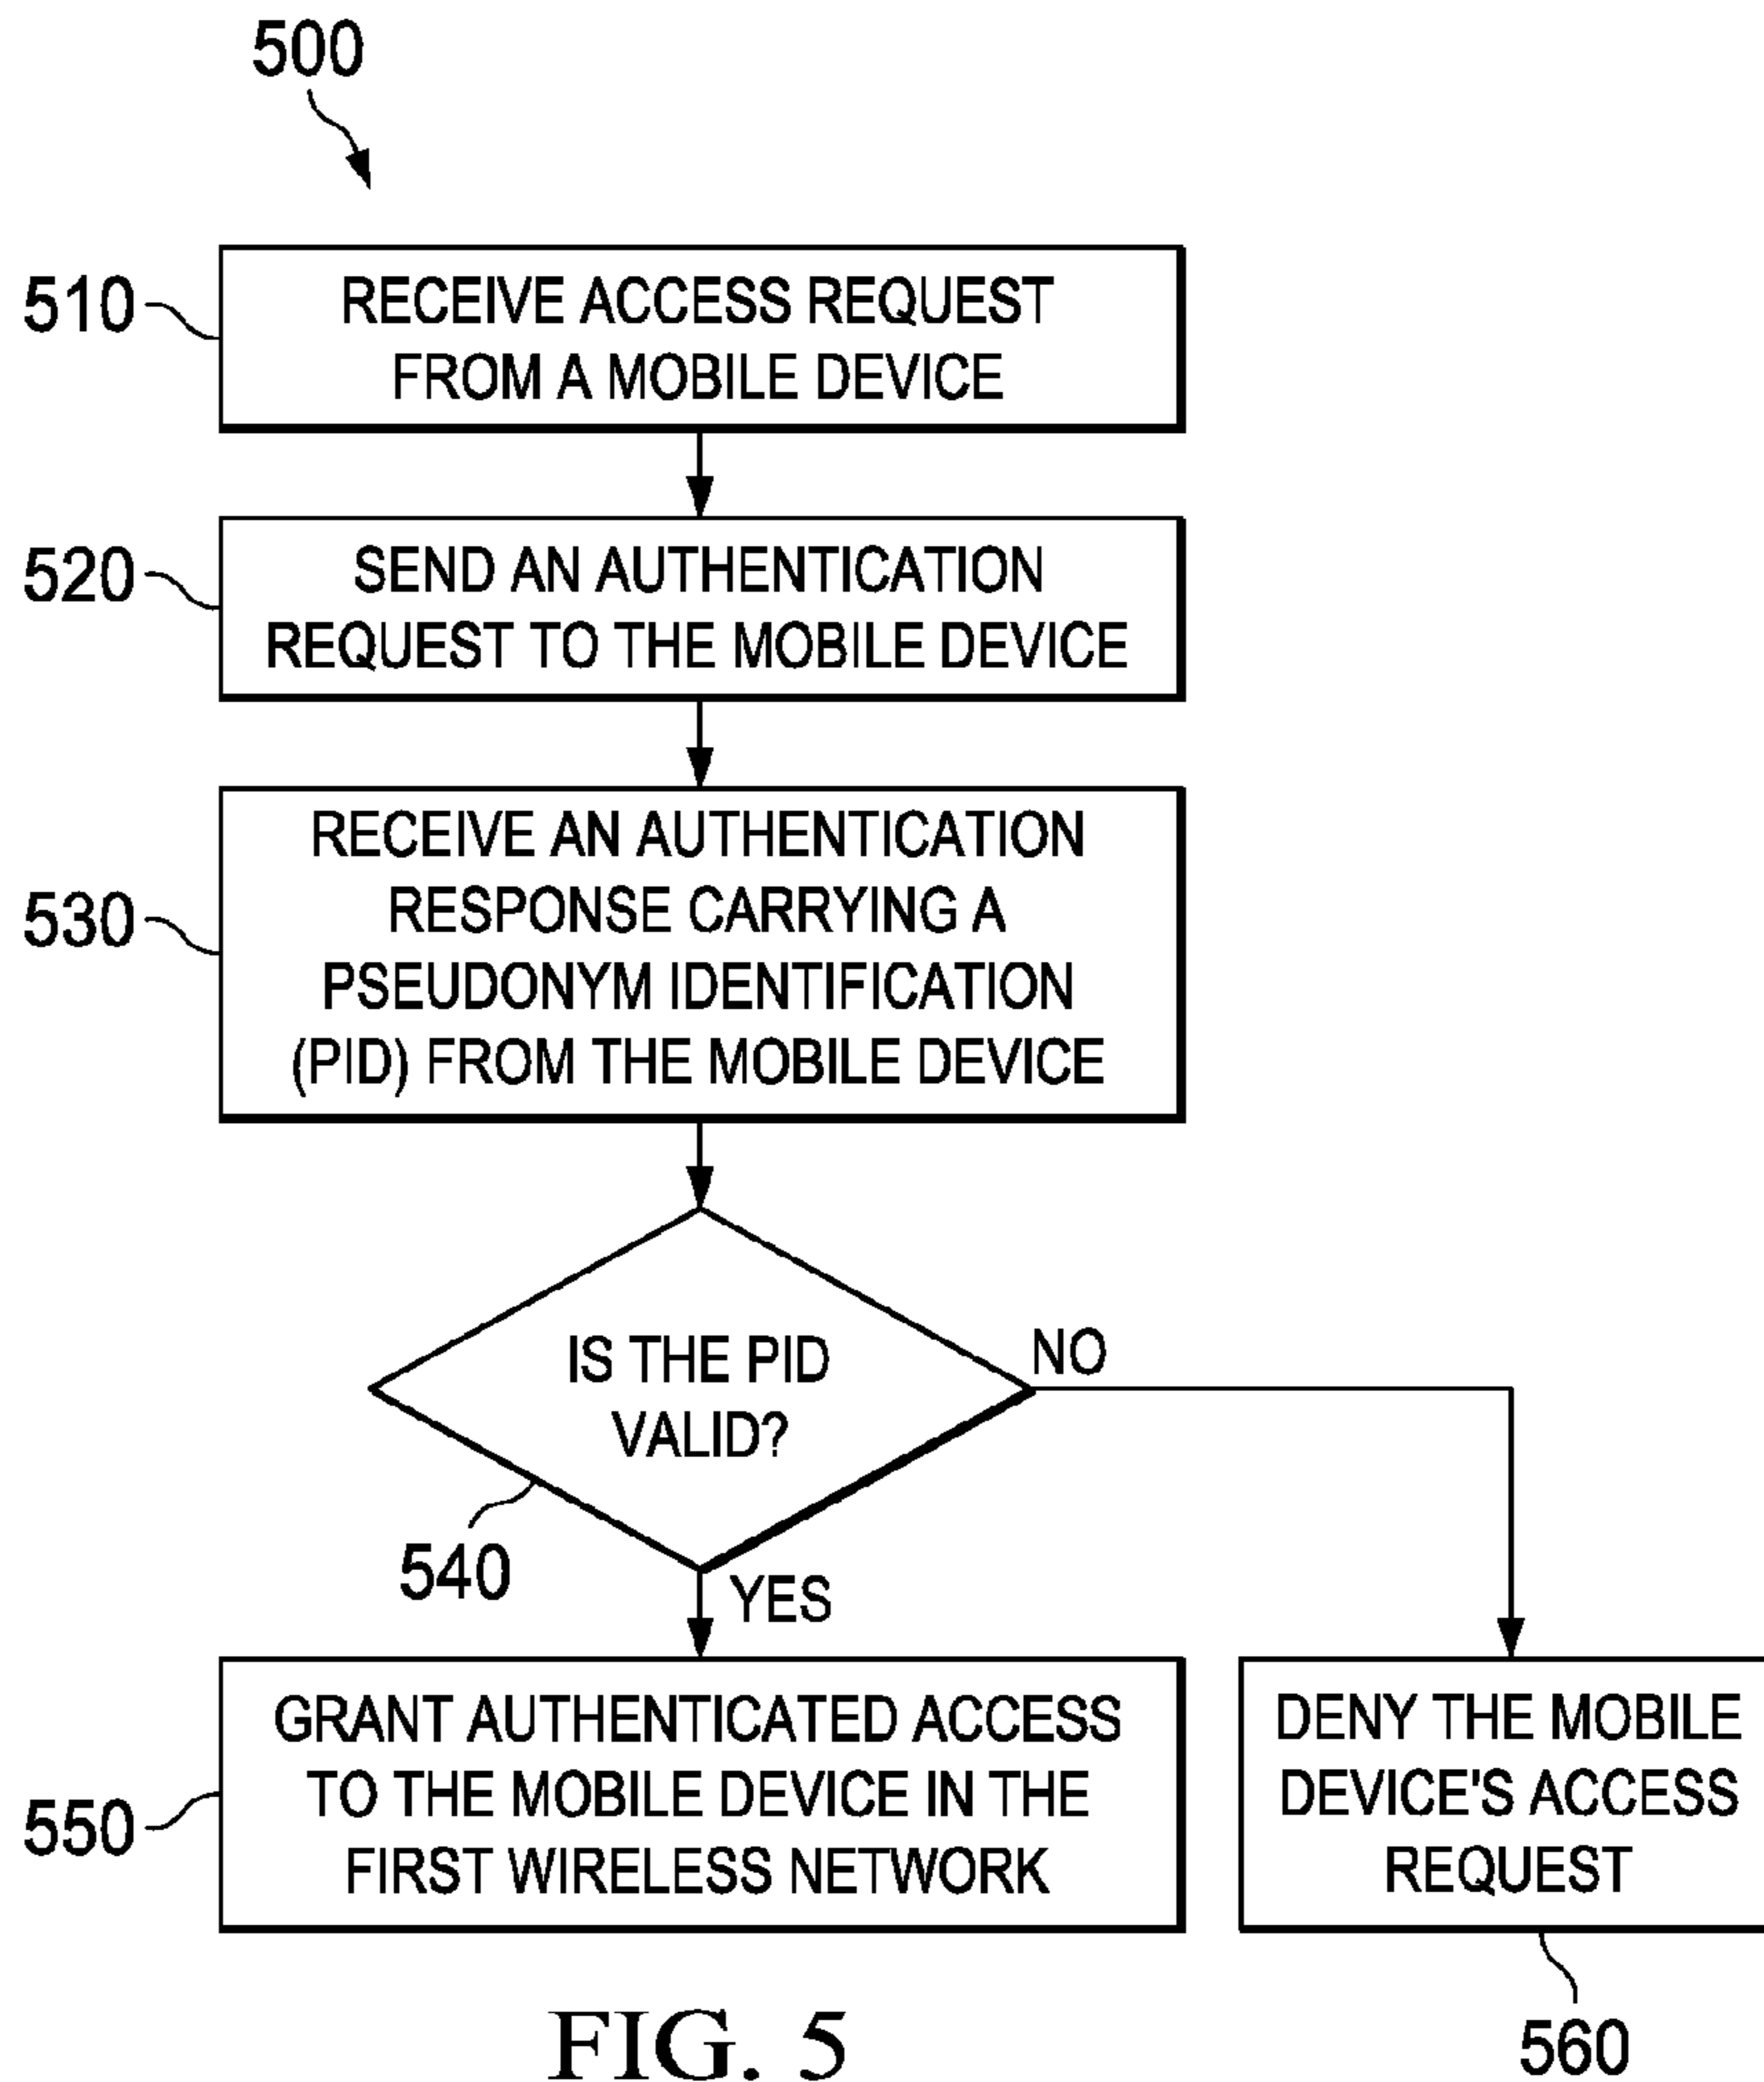 500
510
RECEIVE ACCESS REQUEST
FROM A MOBILE DEVICE
520
SEND AN AUTHENTICATION
REQUEST TO THE MOBILE DEVICE
530
RECEIVE AN AUTHENTICATION
RESPONSE CARRYING A
PSEUDONYM IDENTIFICATION
(PID) FROM THE MOBILE DEVICE
IS THE PID
VALID?
NO
540
YES
550
GRANT AUTHENTICATED ACCESS
TO THE MOBILE DEVICE IN THE
FIRST WIRELESS NETWORK
DENY THE MOBILE
DEVICE'S ACCESS
REQUEST
560
FIG. 5